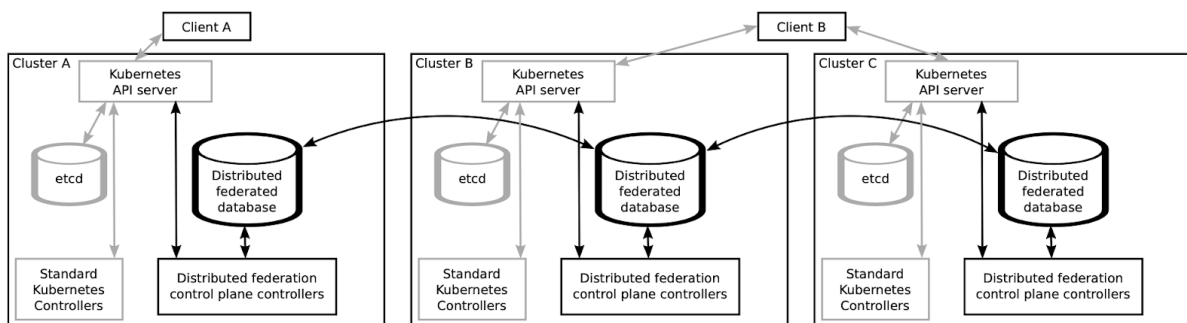 Client A
Client B
Cluster A
Kubernetes
API server
etcd
Distributed
federated
database
Standard
Kubernetes
Controllers
Distributed federation
control plane controllers
Cluster B
Kubernetes
API server
etcd
Distributed
federated
database
Standard
Kubernetes
Controllers
Distributed federation
control plane controllers
Cluster C
Kubernetes
API server
etcd
Distributed
federated
database
Standard
Kubernetes
Controllers
Distributed federation
control plane controllers